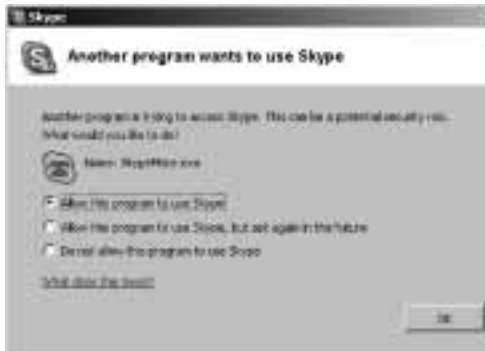 Skype
Another program wants to use Skype
Another program is trying to access Skype. This can be a potential security risk.
What would you like to do?
Name:
Allow this program to use Skype
Allow this program to use Skype, but ask again in the future
Do not allow this program to use Skype
What does this mean?
OK